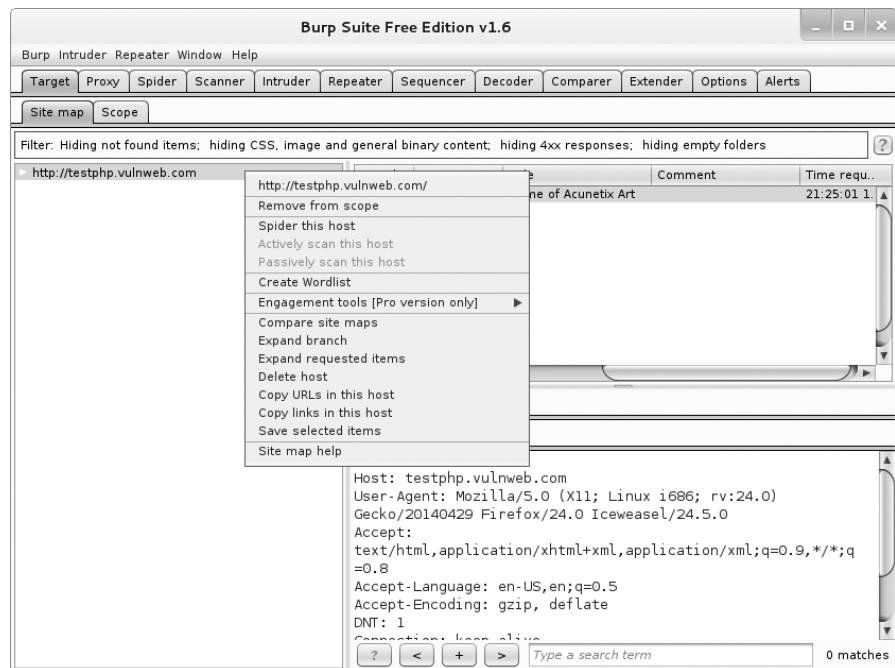 Burp Suite Free Edition v1.6
Burp Intruder Repeater Window Help
Target Proxy Spider Scanner Intruder Repeater Sequencer Decoder Comparer Extender Options Alerts
Site map Scope
Filter: Hiding not found items; hiding CSS, image and general binary content; hiding 4xx responses; hiding empty folders ?
http://testphp.vulnweb.com
Comment Time requ..
of Acunetix Art 21:25:01 1.
http://testphp.vulnweb.com/
Remove from scope
Spider this host
Actively scan this host
Passively scan this host
Create Wordlist
Engagement tools [Pro version only]
Compare site maps
Expand branch
Expand requested items
Delete host
Copy URLs in this host
Copy links in this host
Save selected items
Site map help
Host: testphp.vulnweb.com
User-Agent: Mozilla/5.0 (X11; Linux i686; rv:24.0)
Gecko/20140429 Firefox/24.0 Iceweasel/24.5.0
Accept:
text/html,application/xhtml+xml,application/xml;q=0.9,*/*;q
=0.8
Accept-Language: en-US,en;q=0.5
Accept-Encoding: gzip, deflate
DNT: 1
Connection: keep-alive
? < + > Type a search term 0 matches